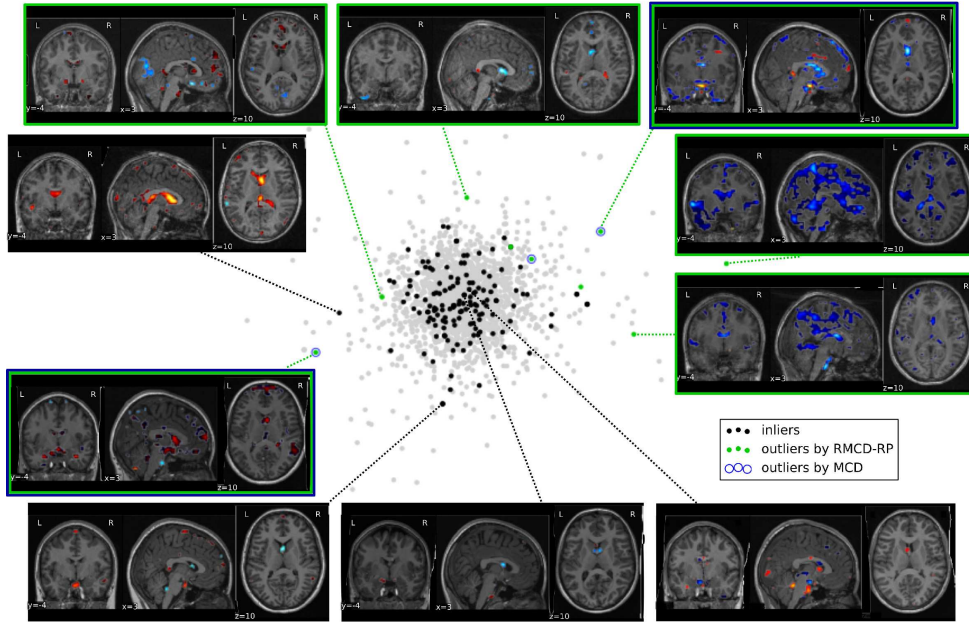 L R
y=-4 x=3
z=10
L R
y=-4 x=3
z=10
L R
y=-4 x=3
z=10
L R
y=-4 x=3
z=10
L R
y=-4 x=3
z=10
L R
y=-4 x=3
z=10
L R
y=-4 x=3
z=10
inliers
outliers by RMCD-RP
outliers by MCD
L R
y=-4 x=3
z=10
L R
y=-4 x=3
z=10
L R
y=-4 x=3
z=10